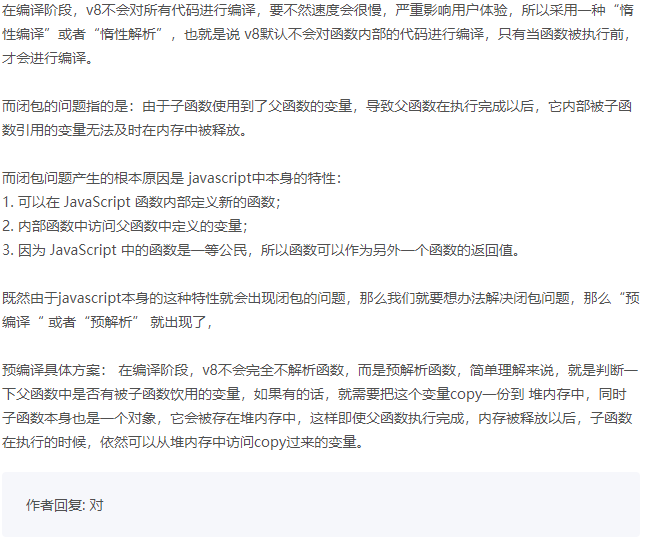 在编译阶段，v8不会对所有代码进行编译，要不然速度会很慢，严重影响用户体验，所以采用一种“惰
性编译”或者“惰性解析”，也就是说 v8默认不会对函数内部的代码进行编译，只有当函数被执行前，
才会进行编译。
而闭包的问题指的是：由于子函数使用到了父函数的变量，导致父函数在执行完成以后，它内部被子函
数引用的变量无法及时在内存中被释放。
而闭包问题产生的根本原因是 javascript中本身的特性：
1. 可以在 JavaScript 函数内部定义新的函数；
2. 内部函数中访问父函数中定义的变量；
3. 因为 JavaScript 中的函数是一等公民，所以函数可以作为另外一个函数的返回值。
既然由于javascript本身的这种特性就会出现闭包的问题，那么我们就要想办法解决闭包问题，那么“预
编译“ 或者“预解析” 就出现了，
预编译具体方案： 在编译阶段，v8不会完全不解析函数，而是预解析函数，简单理解来说，就是判断一
下父函数中是否有被子函数饮用的变量，如果有的话，就需要把这个变量copy一份到 堆内存中，同时
子函数本身也是一个对象，它会被存在堆内存中，这样即使父函数执行完成，内存被释放以后，子函数
在执行的时候，依然可以从堆内存中访问copy过来的变量。
作者回复: 对